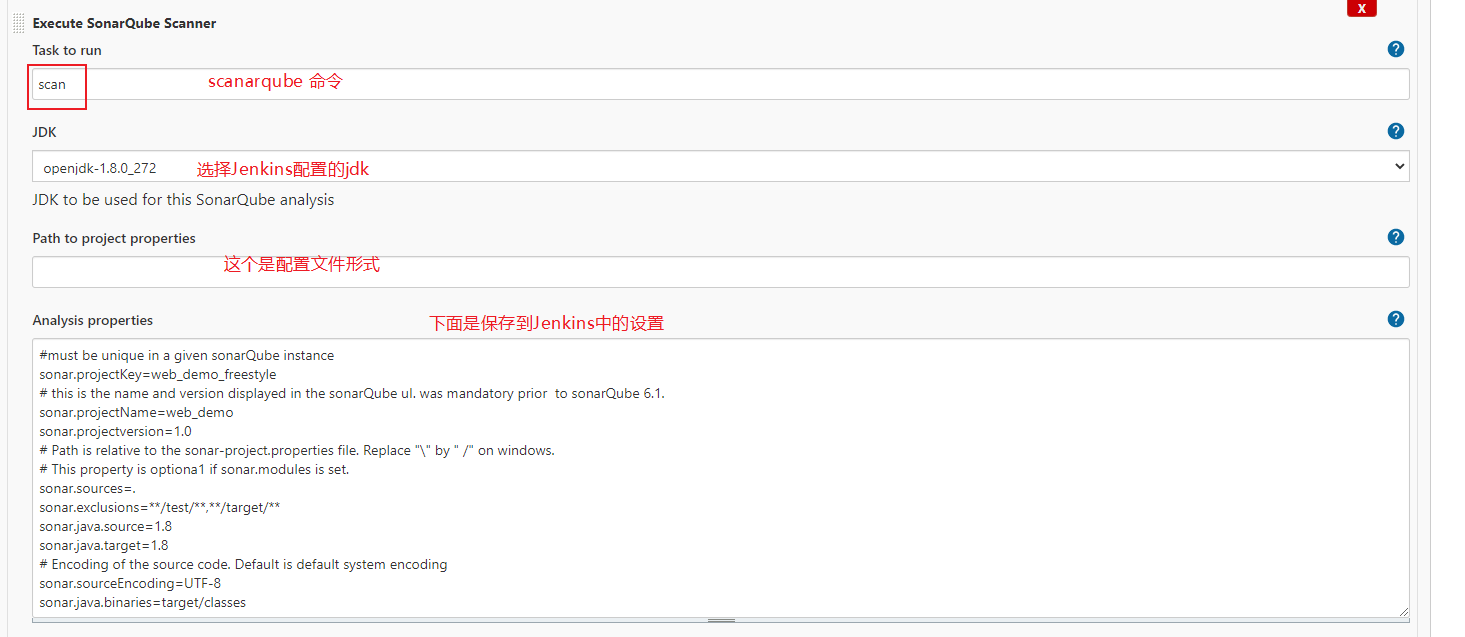 X
Execute SonarQube Scanner
Task to run
?
scan
scanarqube 命令
JDK
?
openjdk-1.8.0_272
选择Jenkins配置的jdk
JDK to be used for this SonarQube analysis
Path to project properties
?
这个是配置文件形式
Analysis properties
下面是保存到Jenkins中的设置
?
#must be unique in a given sonarQube instance
sonar.projectKey=web_demo_freestyle
# this is the name and version displayed in the sonarQube ul. was mandatory prior  to sonarQube 6.1.
sonar.projectName=web_demo
sonar.projectversion=1.0
# Path is relative to the sonar-project.properties file. Replace "\" by " /" on windows.
# This property is optiona1 if sonar.modules is set.
sonar.sources=.
sonar.exclusions=**/test/**,**/target/**
sonar.java.source=1.8
sonar.java.target=1.8
# Encoding of the source code. Default is default system encoding
sonar.sourceEncoding=UTF-8
sonar.java.binaries=target/classes